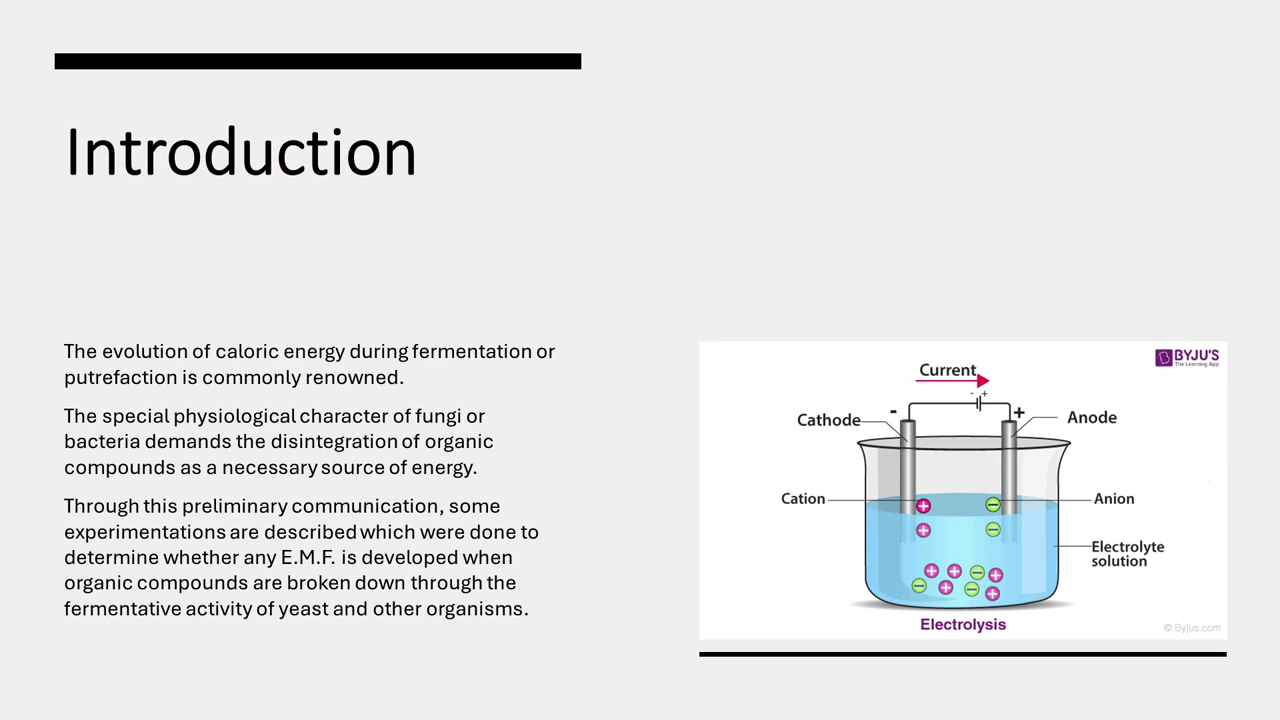 Introduction
The evolution of caloric energy during fermentation or
putrefaction is commonly renowned.
The special physiological character of fungi or
bacteria demands the disintegration of organic
compounds as a necessary source of energy.
Through this preliminary communication, some
experimentations are described which were done to
determine whether any E.M.F. is developed when
organic compounds are broken down through the
fermentative activity of yeast and other organisms.
BYJU'S
The Learning App
Current
- +
- +
Cathode
Anode
Cation
Anion
Electrolyte
solution
Electrolysis
© Byjus.com